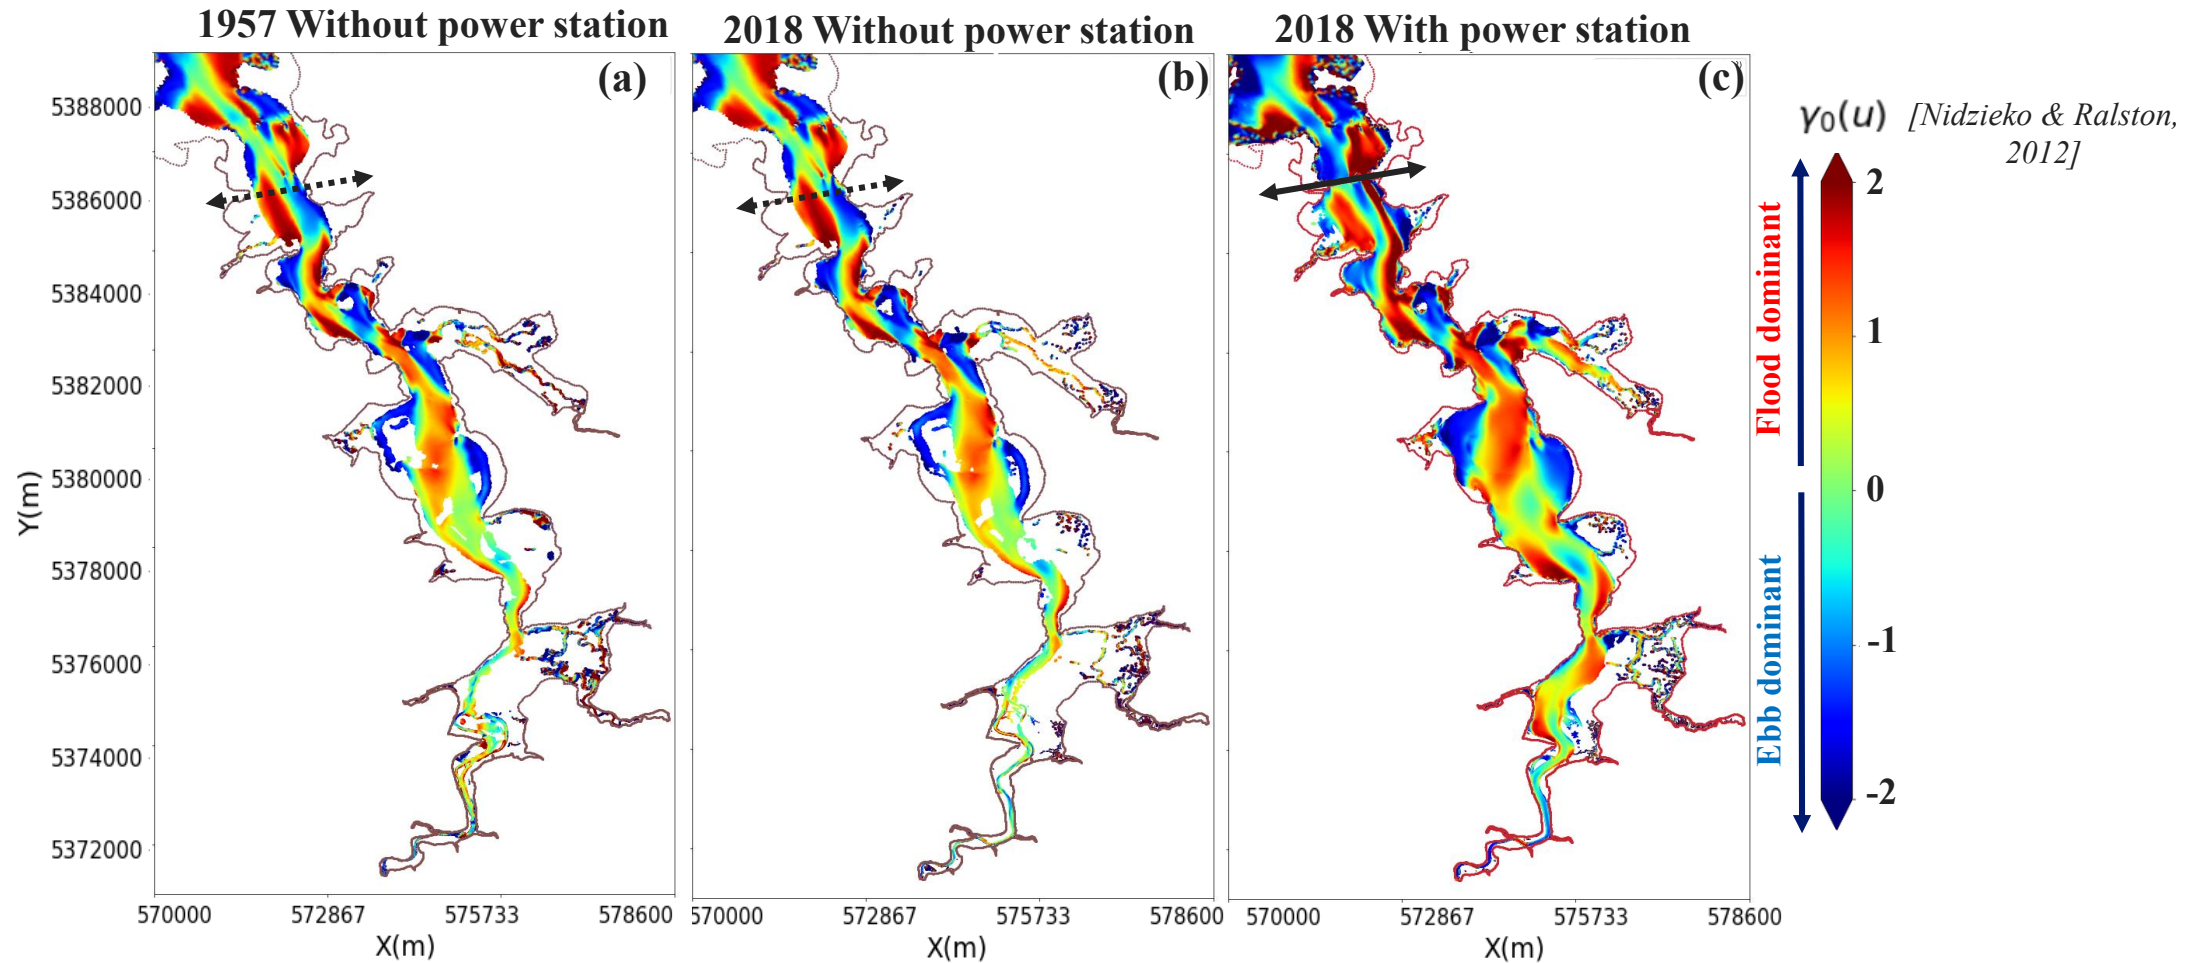 1957 Without power station
2018 Without power station
2018 With power station
(a)
(b)
(c)
5388000
5386000
5384000
5382000
5380000
5378000
5376000
5374000
5372000
Y(m)
570000 572867 575733 578600
X(m)
570000 572867 575733 578600
X(m)
570000 572867 575733 578600
X(m)
γ0(u) [Nidzieko & Ralston,
2012]
Flood dominant
Ebb dominant
2
1
0
-1
-2